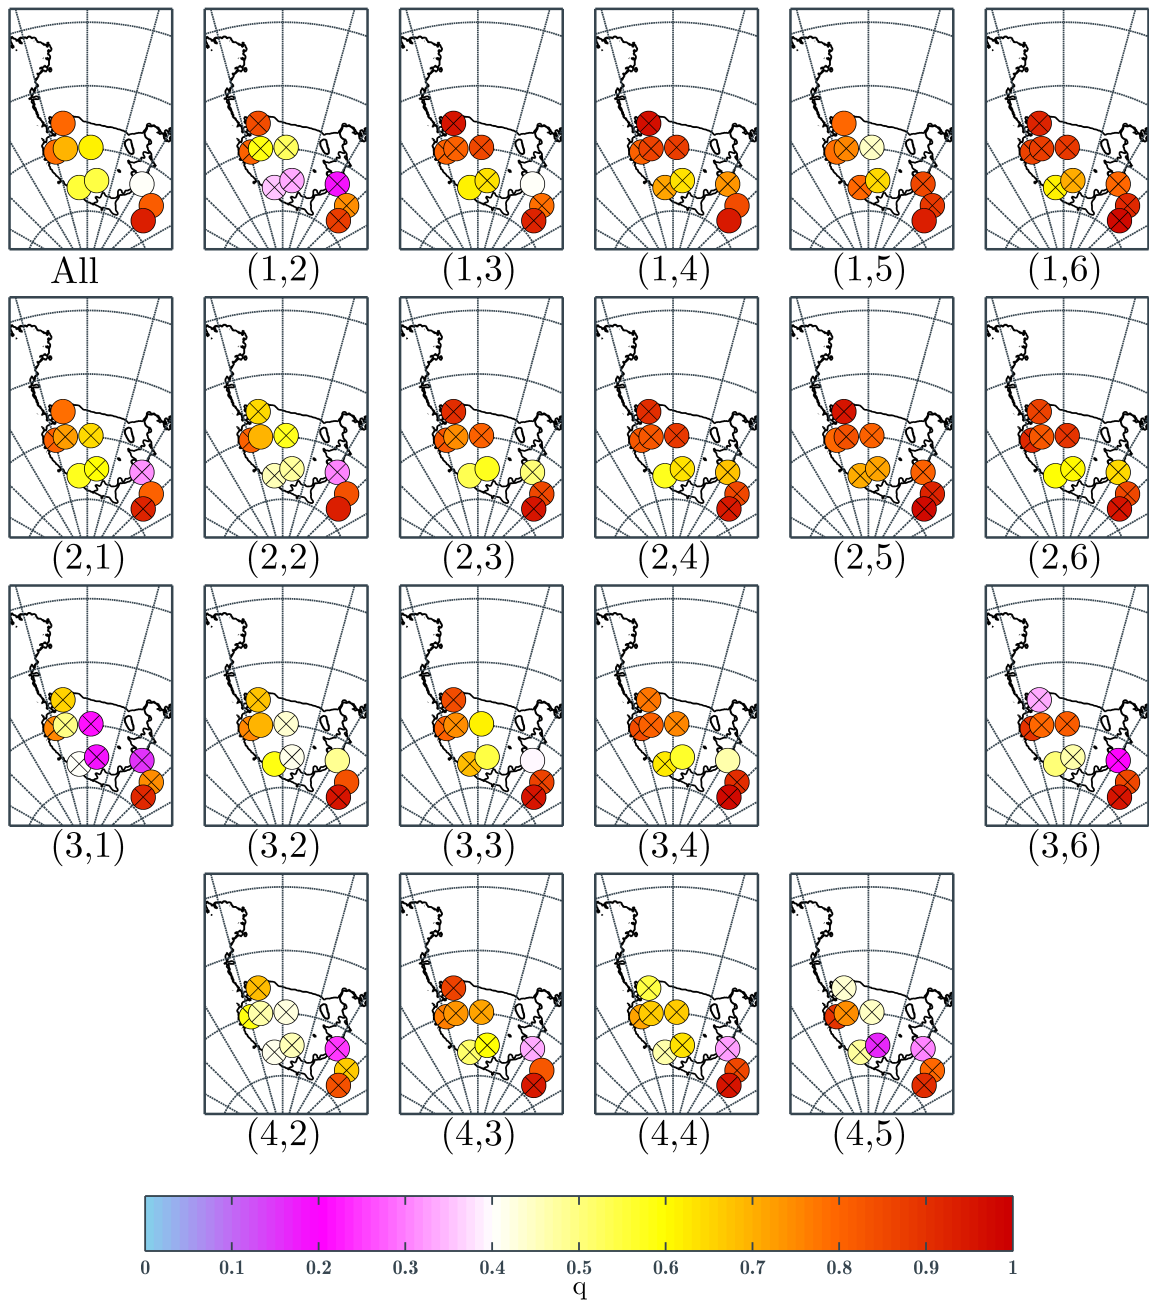 All (1,2) (1,3) (1,4) (1,5) (1,6)
(2,1) (2,2) (2,3) (2,4) (2,5) (2,6)
(3,1) (3,2) (3,3) (3,4) (3,6)
(4,2) (4,3) (4,4) (4,5)
0 0.1 0.2 0.3 0.4 0.5 0.6 0.7 0.8 0.9 1
q